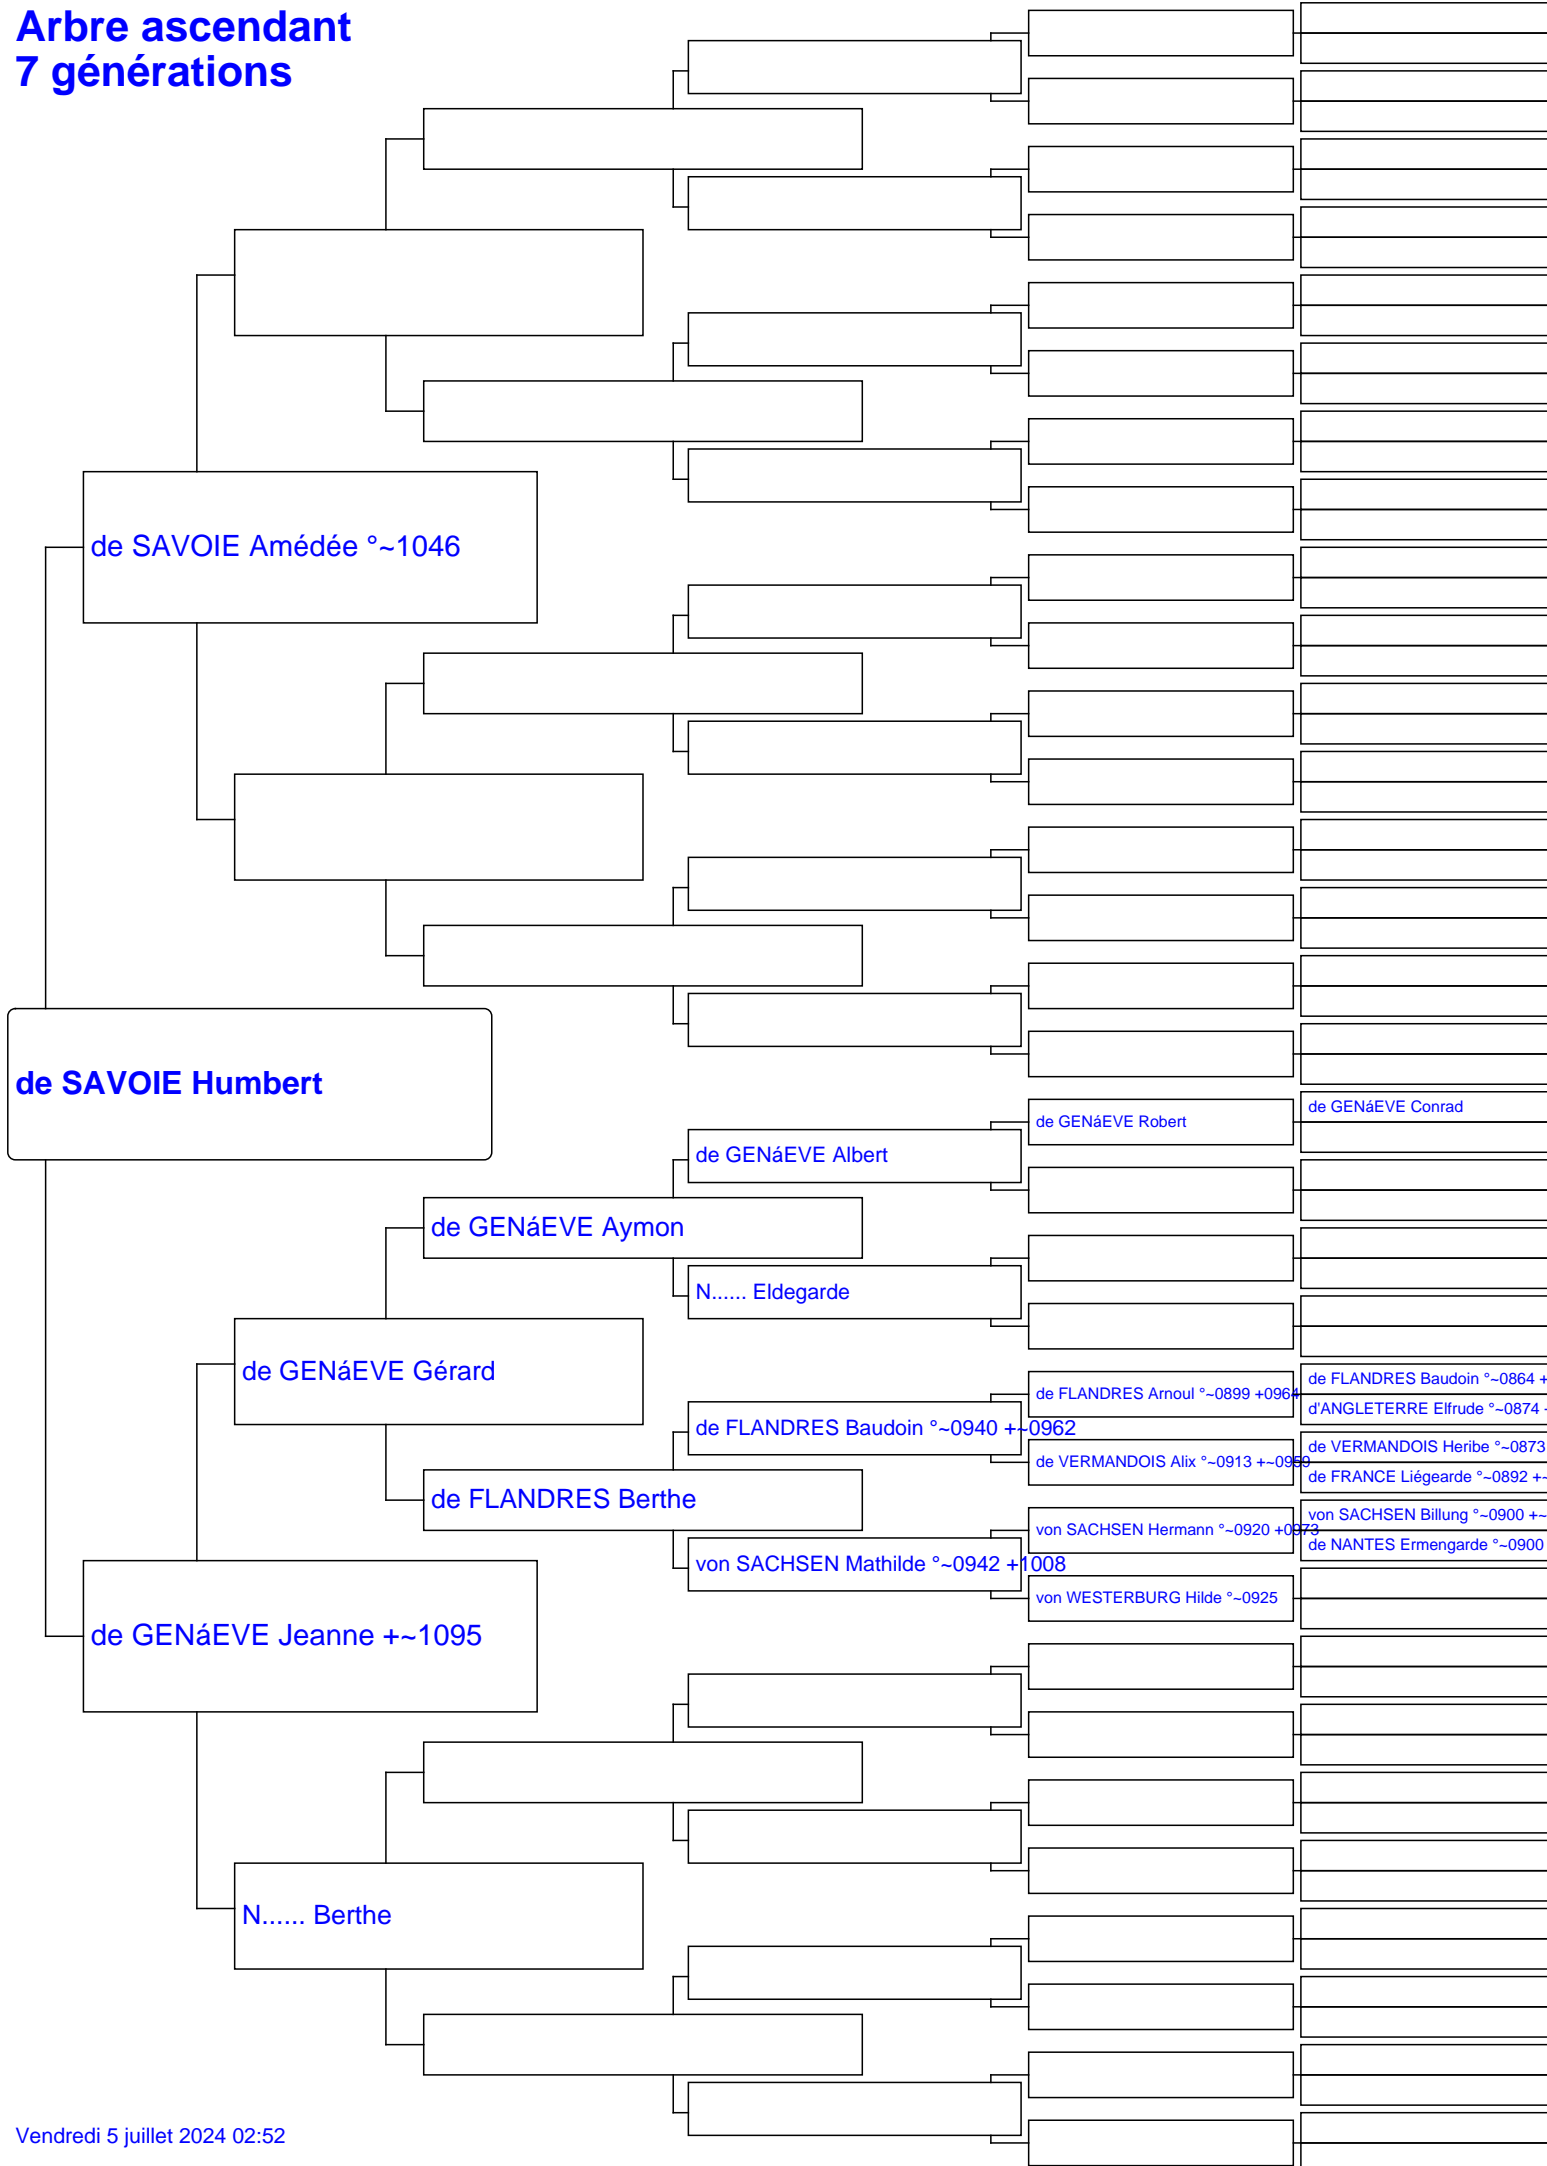 Arbre ascendant
7 générations
de SAVOIE Amédée °~1046
de SAVOIE Humbert
de GENáEVE Conrad
de GENáEVE Robert
de GENáEVE Albert
de GENáEVE Aymon
N...... Eldegarde
de GENáEVE Gérard
de FLANDRES Baudoin °~0864 +
de FLANDRES Arnoul °~0899 +0964
d'ANGLETERRE Elfrude °~0874
de FLANDRES Baudoin °~0940 +~0962
de VERMANDOIS Heribe °~0873
de VERMANDOIS Alix °~0913 +~0959
de FRANCE Liégearde °~0892 +~
de FLANDRES Berthe
von SACHSEN Billung °~0900 +~
von SACHSEN Hermann °~0920 +0973
de NANTES Ermengarde °~0900
von SACHSEN Mathilde °~0942 +1008
von WESTERBURG Hilde °~0925
de GENáEVE Jeanne +~1095
N...... Berthe
Vendredi 5 juillet 2024 02:52